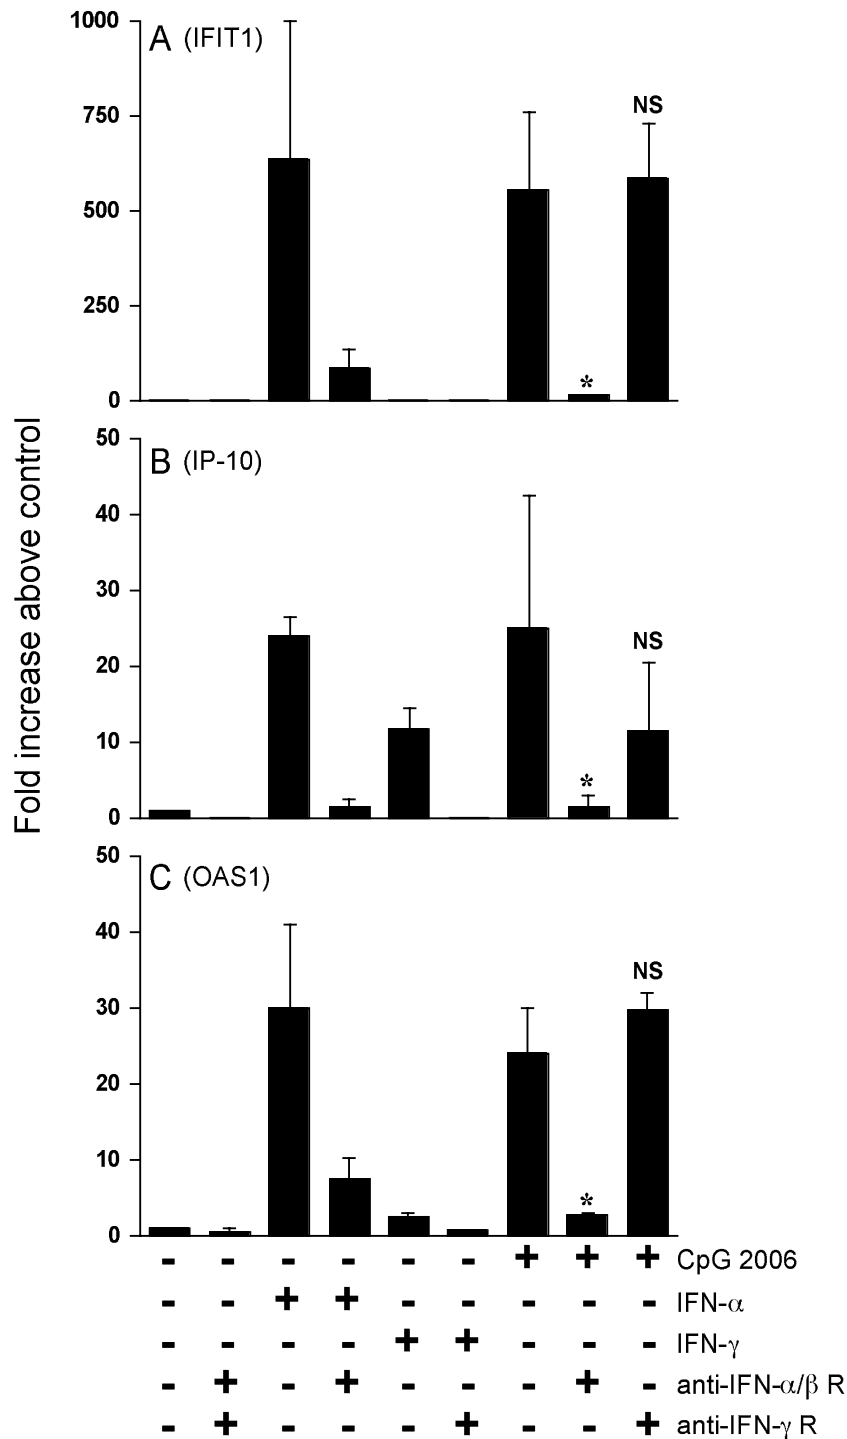 Fold increase above control
A (IFIT1)
1000
750
500
250
0
NS
*
B (IP-10)
50
40
30
20
10
0
NS
*
C (OAS1)
50
40
30
20
10
0
NS
*
- - - - - - + + + CpG 2006
- - + + - - - - - IFN-α
- - - - + + - - - IFN-γ
- + - + - - - + - anti-IFN-α/β R
- + - - - + - - + anti-IFN-γ R